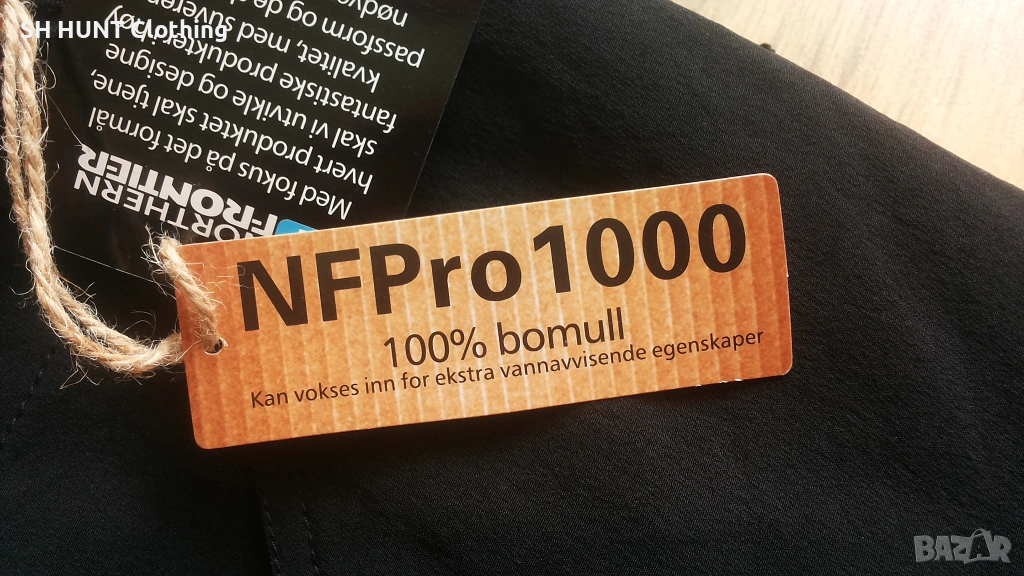 SH HUNT Clothing
NORTHERN
FRONTIER
Med fokus på det formål
hvert produktet skal tjene,
skal vi utvikle og designe
fantastiske produkter
kvalitet, med suveren
passform og de
nødv
NFPro1000
100% bomull
Kan vokses inn for ekstra vannavvisende egenskaper
BAZAR